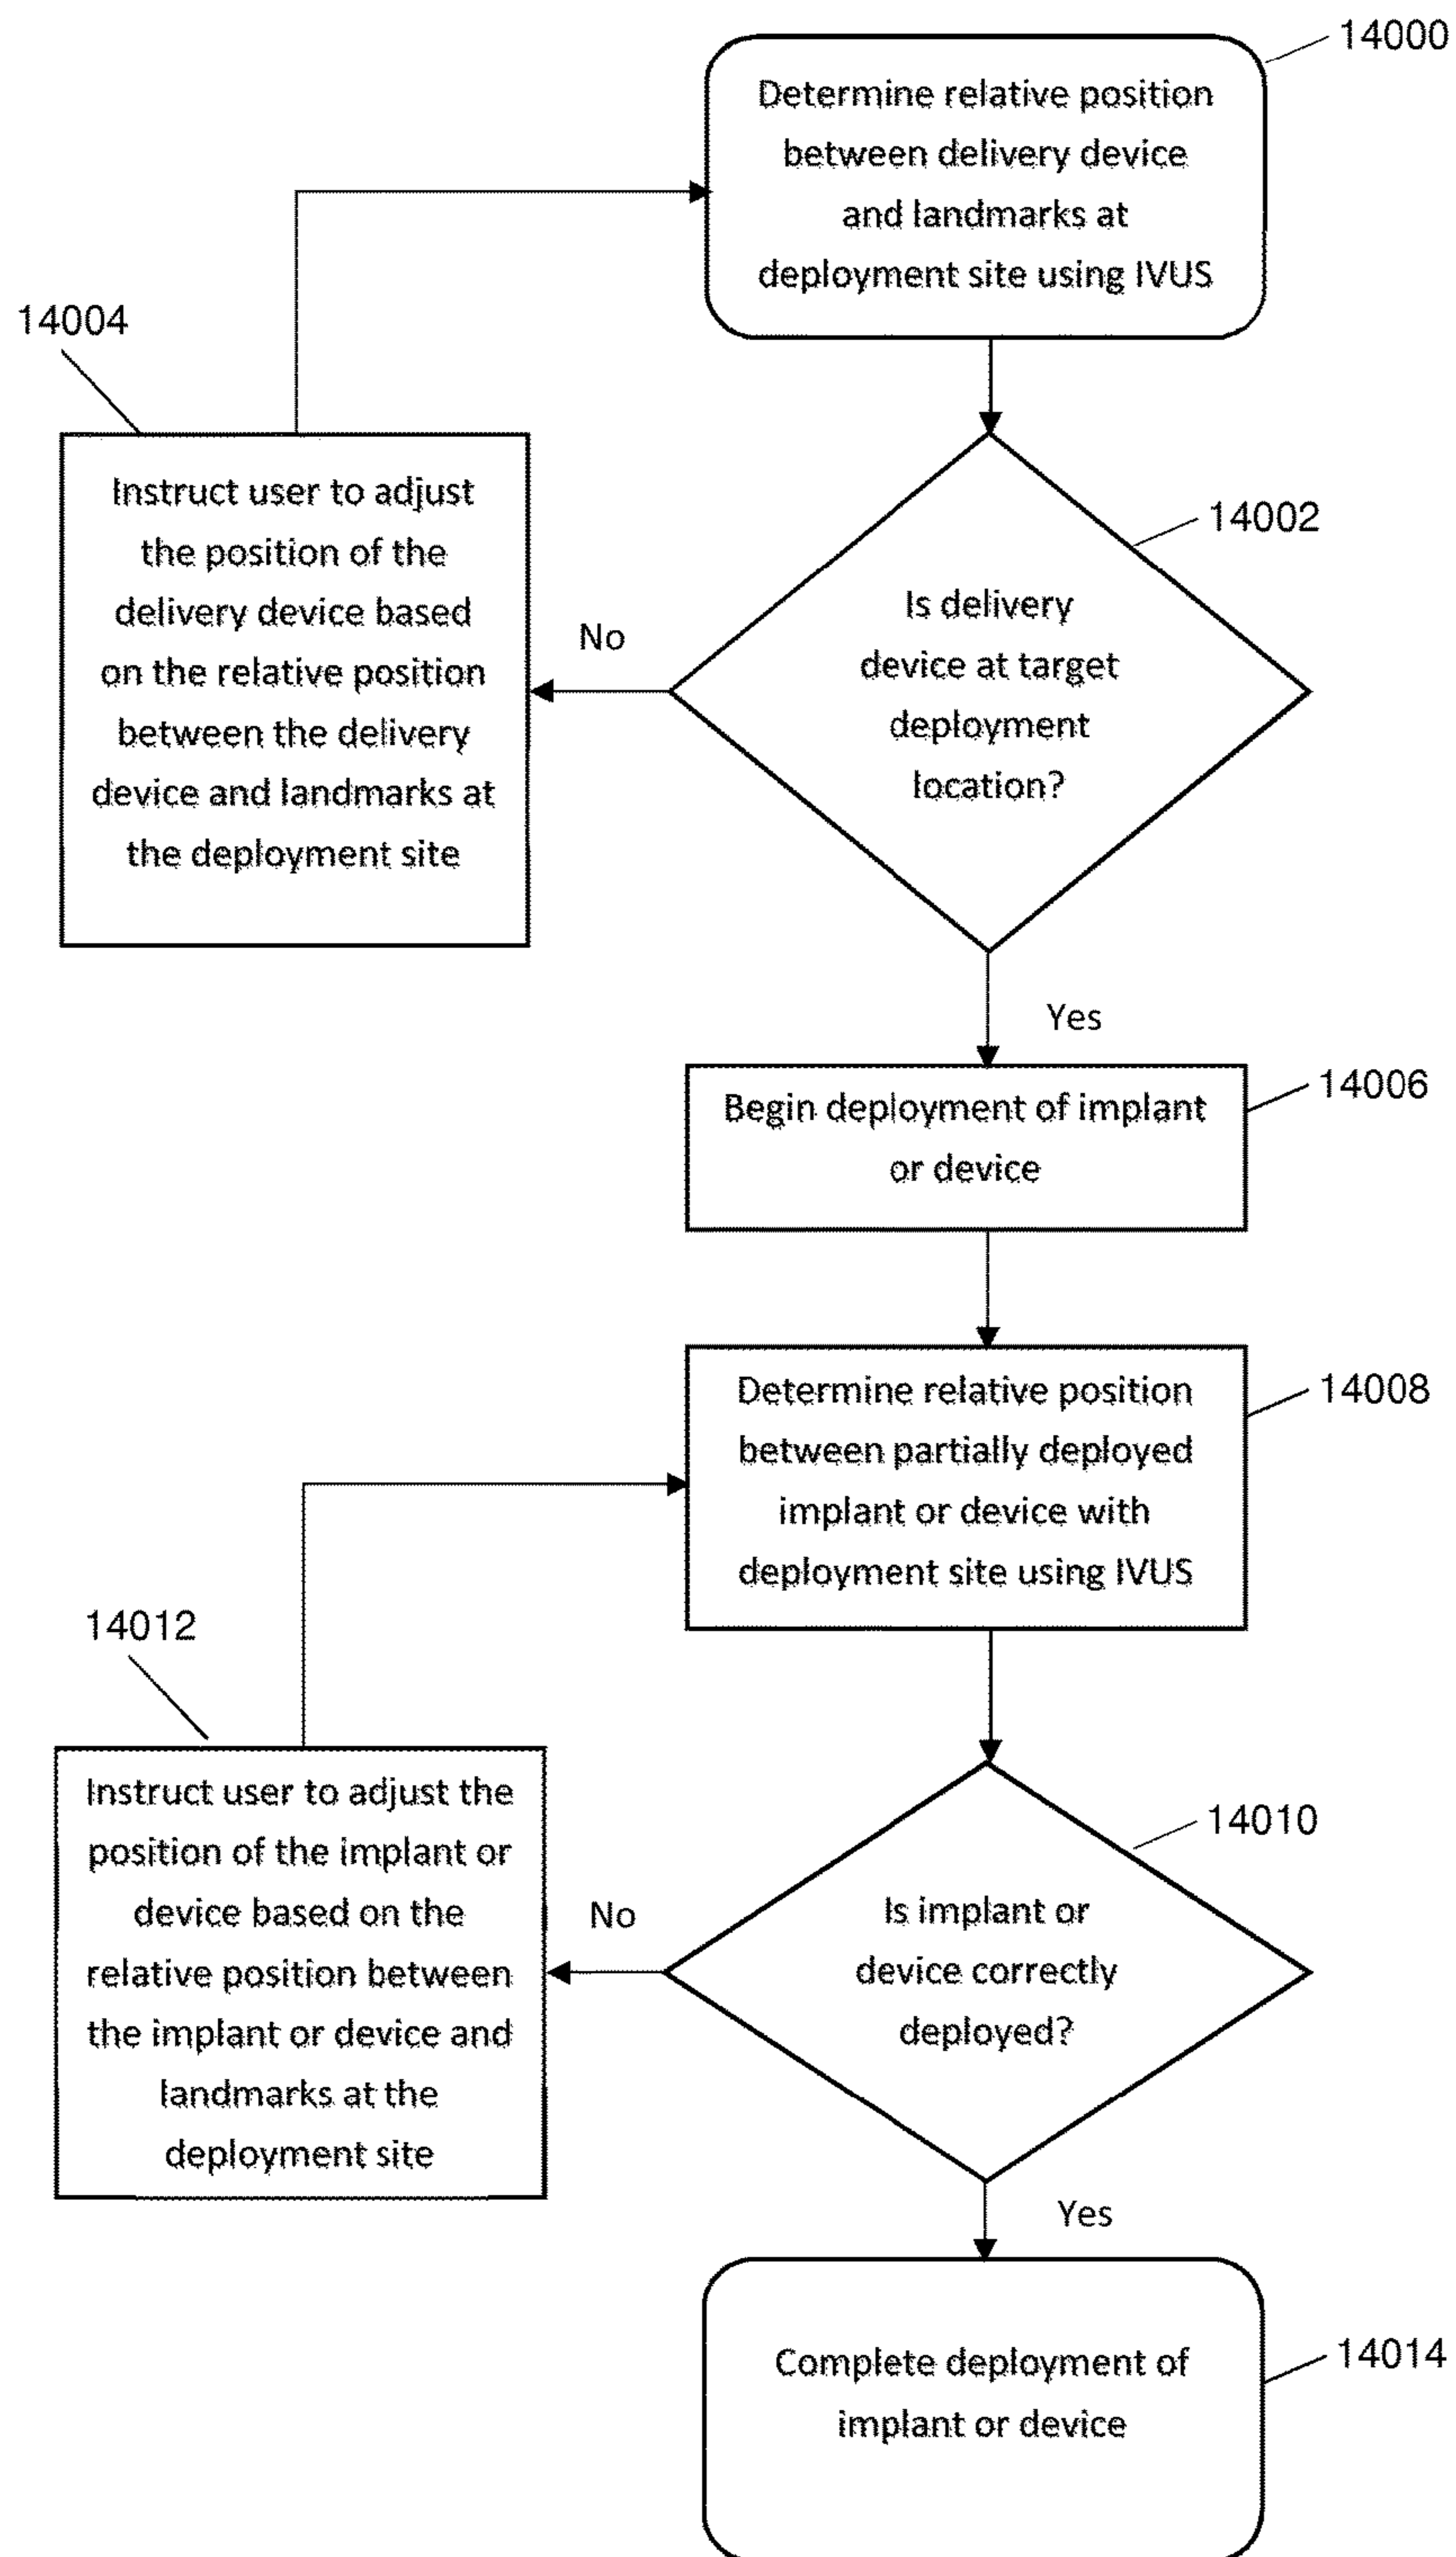 14000
Determine relative position
between delivery device
and landmarks at
deployment site using IVUS
14004
Instruct user to adjust
the position of the
delivery device based
on the relative position
between the delivery
device and landmarks at
the deployment site
14002
Is delivery
device at target
deployment
location?
No
Yes
14006
Begin deployment of implant
or device
14008
Determine relative position
between partially deployed
implant or device with
deployment site using IVUS
14012
Instruct user to adjust the
position of the implant or
device based on the
relative position between
the implant or device and
landmarks at the
deployment site
14010
Is implant or
device correctly
deployed?
No
Yes
14014
Complete deployment of
implant or device